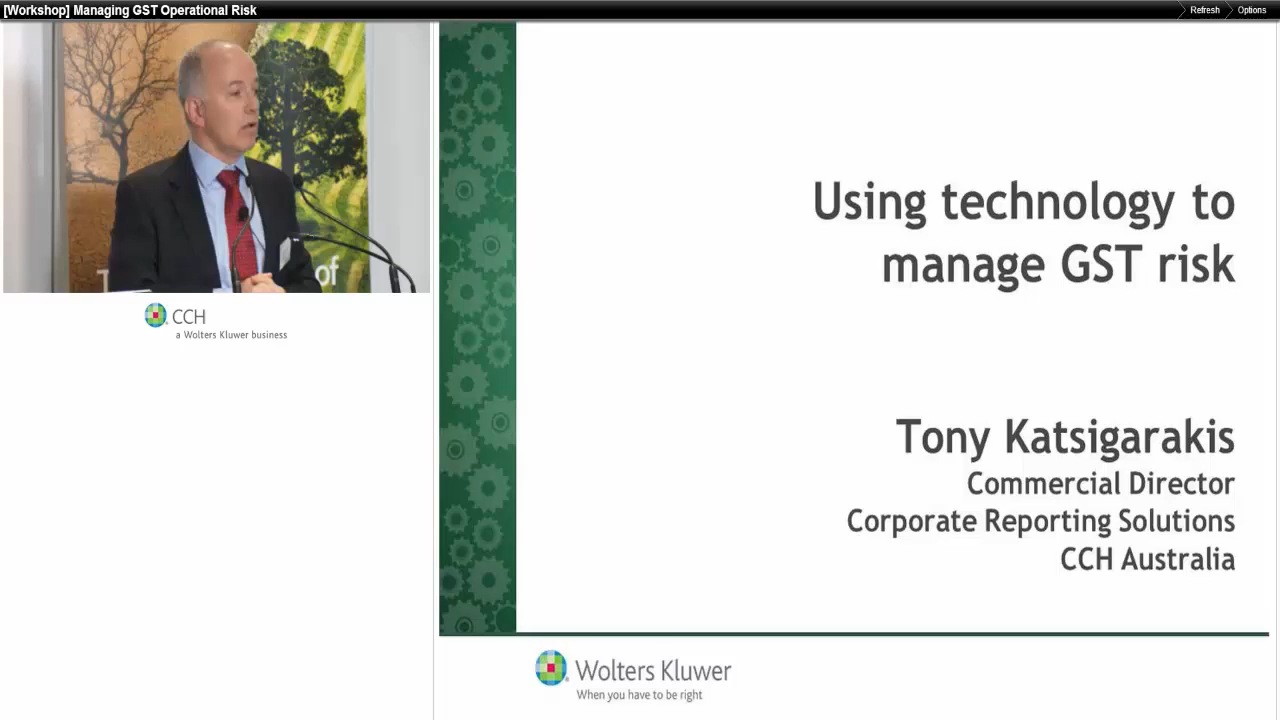 [Workshop] Managing GST Operational Risk
Refresh
Options
of
CCH
a Wolters Kluwer business
Using technology to
manage GST risk
Tony Katsigarakis
Commercial Director
Corporate Reporting Solutions
CCH Australia
Wolters Kluwer
When you have to be right